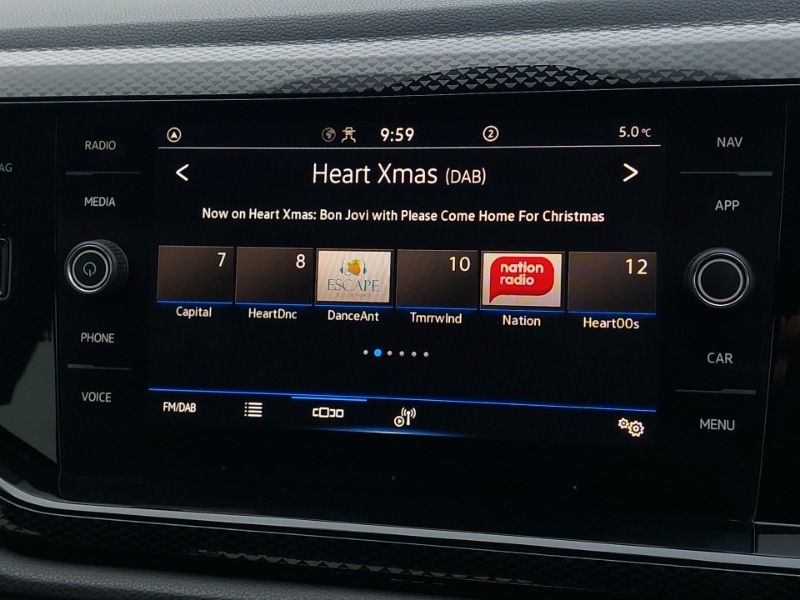 AG
RADIO
MEDIA
PHONE
VOICE
9:59
2
5.0°C
Heart Xmas (DAB)
Now on Heart Xmas: Bon Jovi with Please Come Home For Christmas
7
8
ESCAPE
10
nation
radio
12
Capital
HeartDnc
DanceAnt
Tmrrwlnd
Nation
Heart00s
FM/DAB
NAV
APP
CAR
MENU